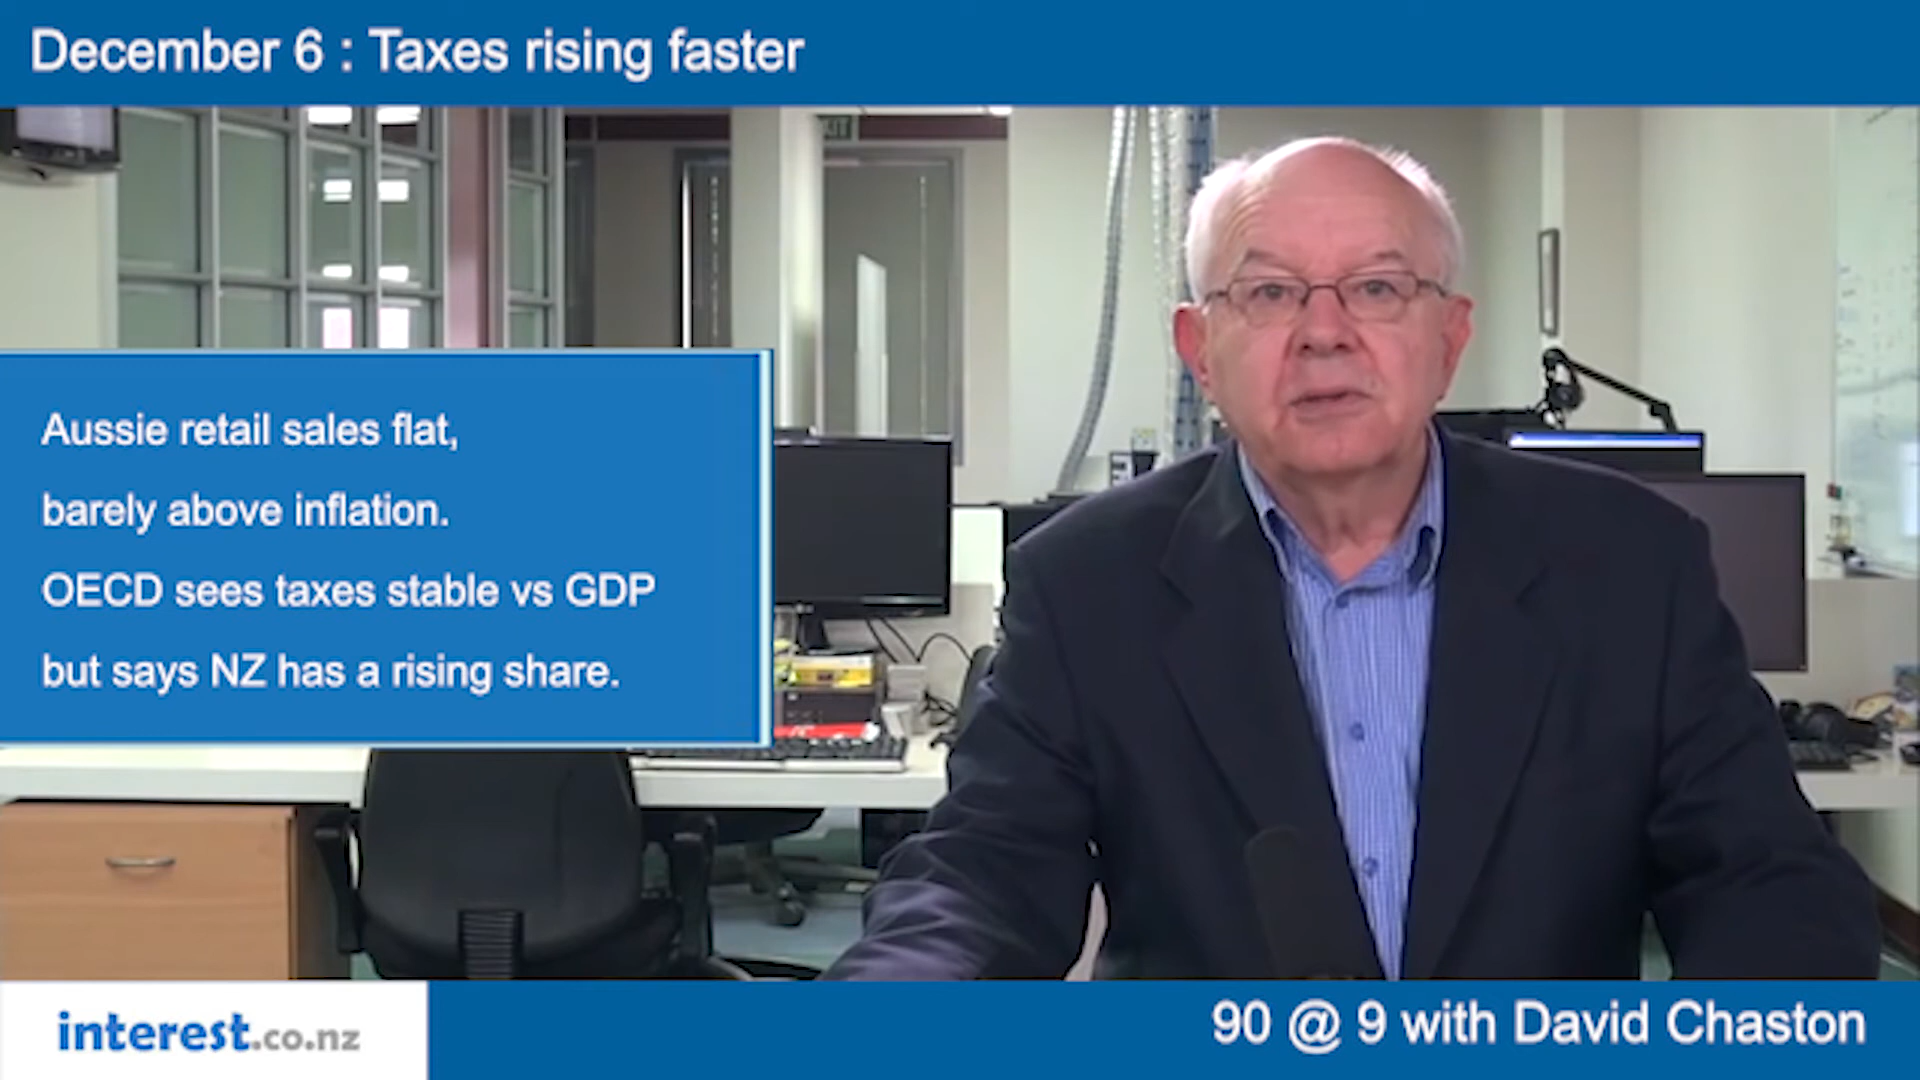 December 6 : Taxes rising faster
Aussie retail sales flat,
barely above inflation.
OECD sees taxes stable vs GDP
but says NZ has a rising share.
interest.co.nz
90 @ 9 with David Chaston